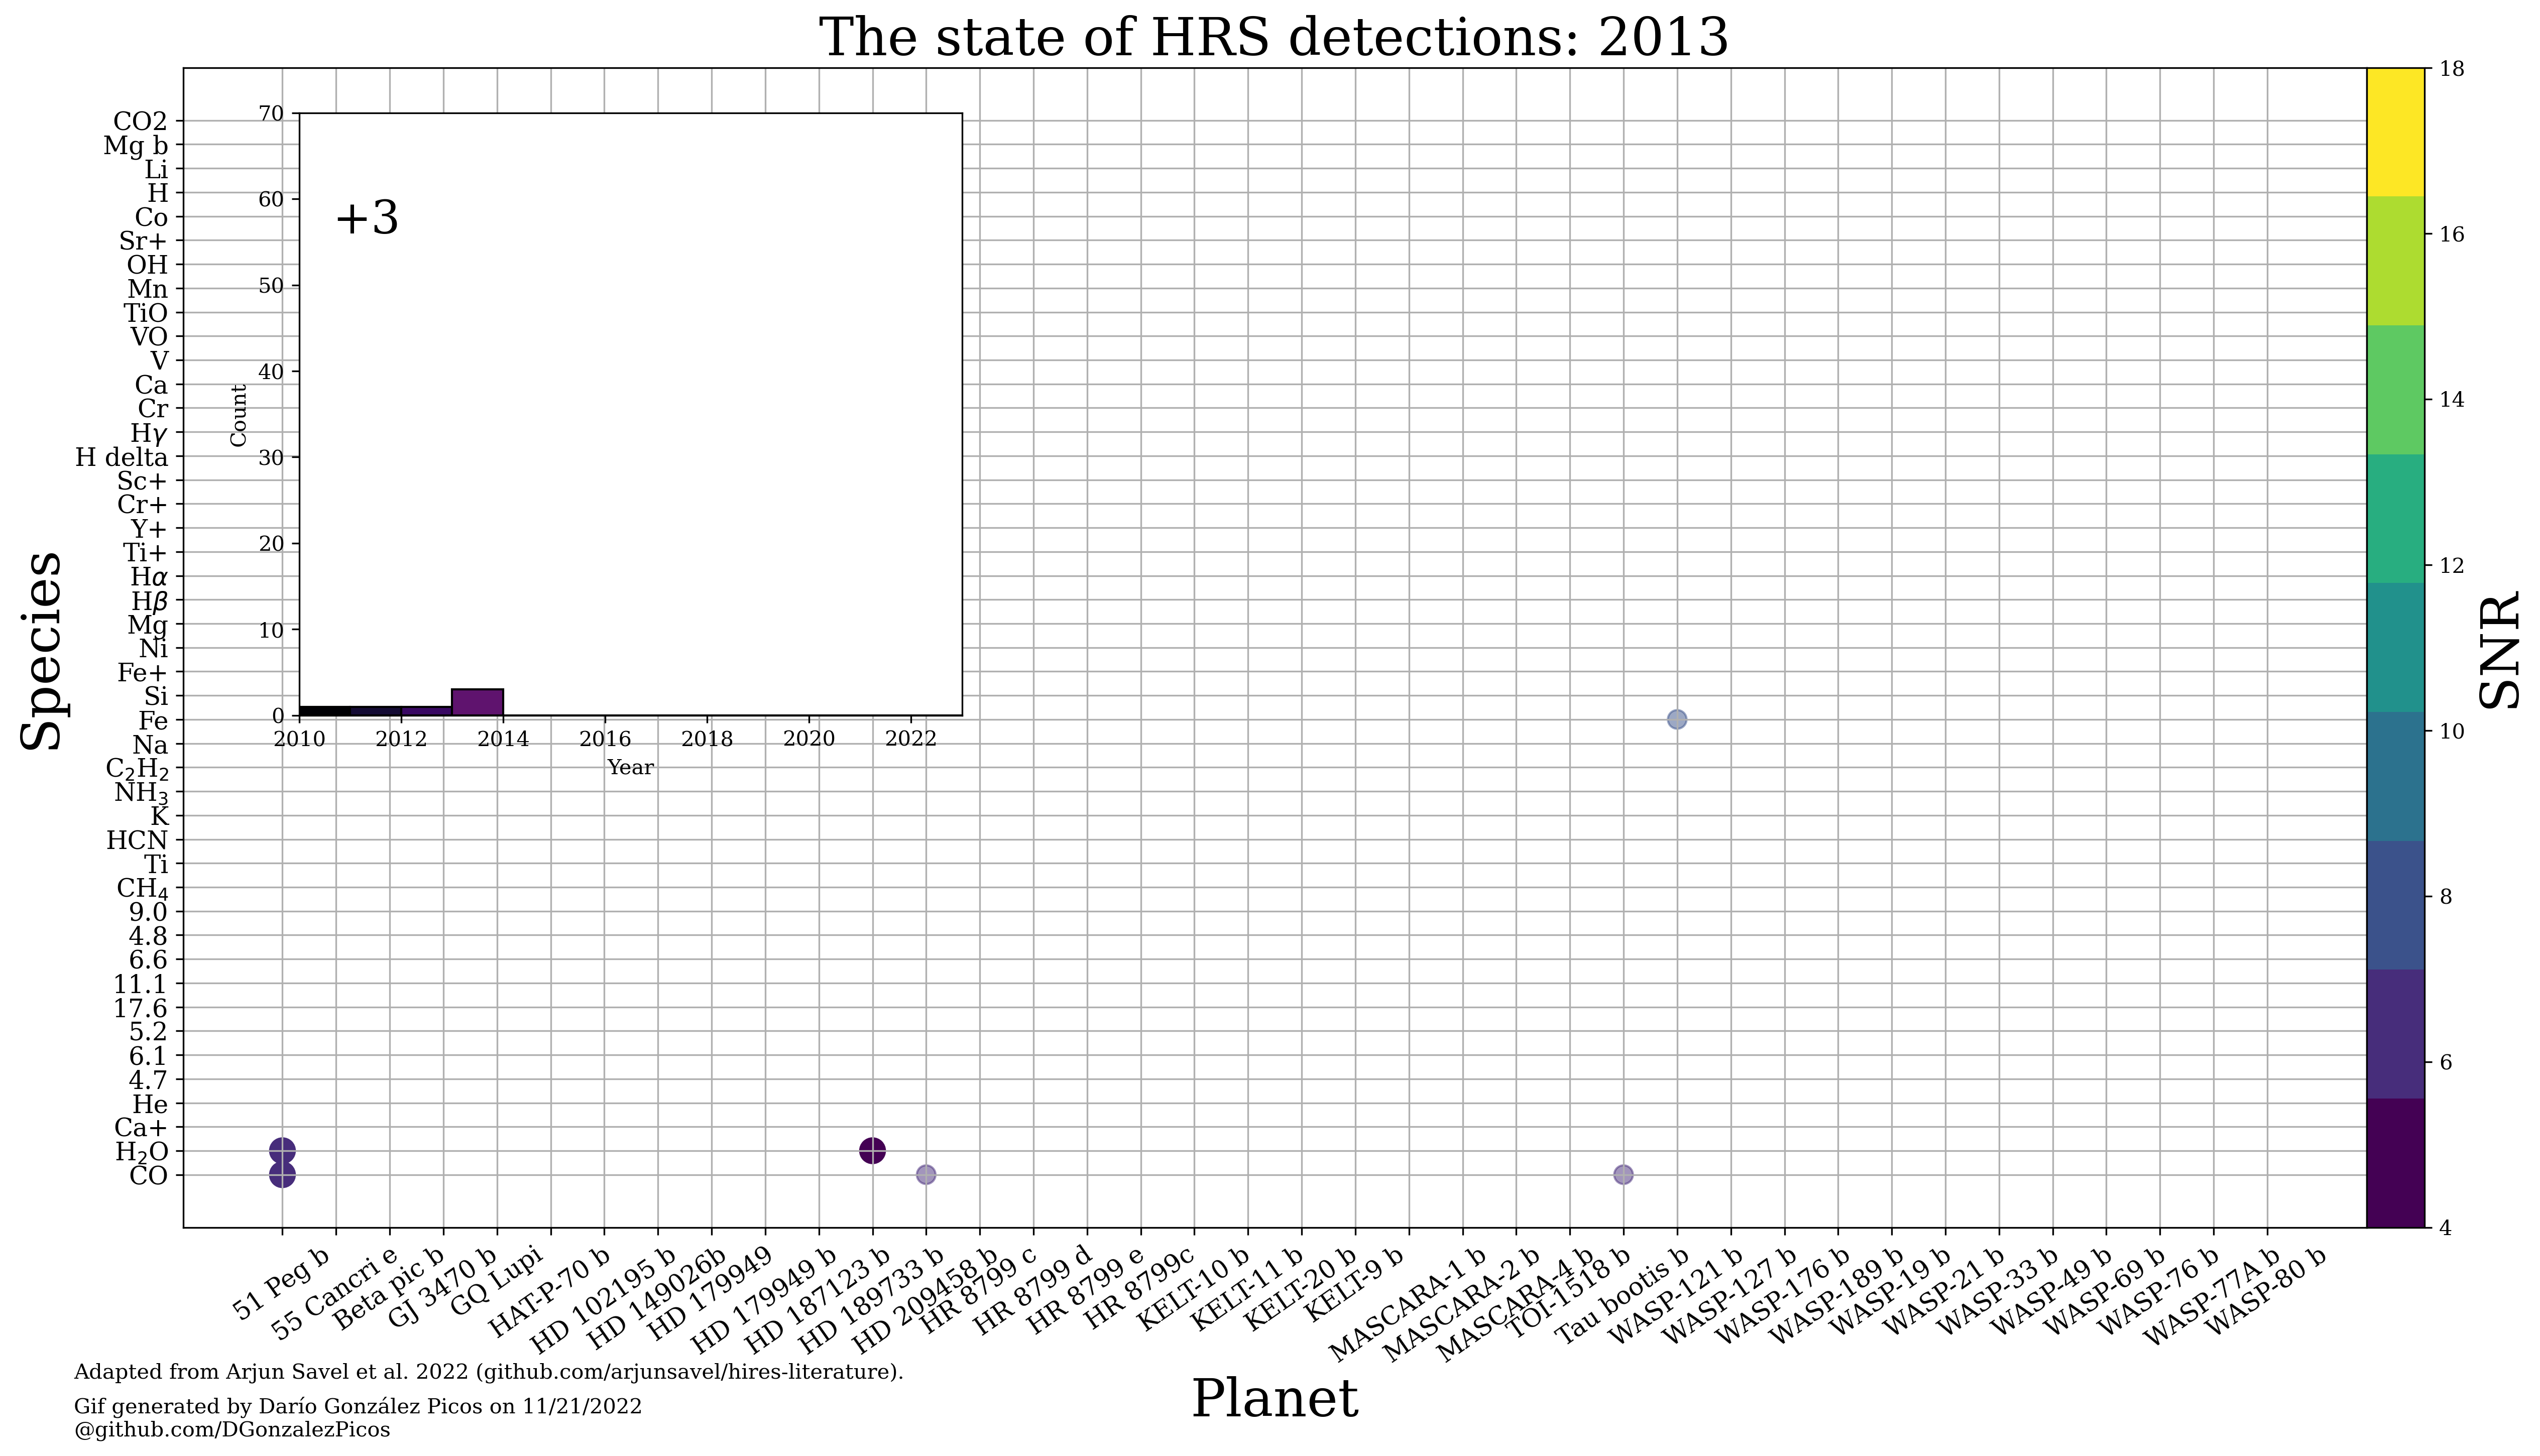 The state of HRS detections: 2013
Species
CO2
Mg b
Li
H
Co
Sr+
OH
Mn
TiO
VO
V
Ca
Cr
Hγ
H delta
Sc+
Cr+
Y+
Ti+
Hα
Hβ
Mg
Ni
Fe+
Si
Fe
Na
C₂H₂
NH₃
K
HCN
Ti
CH₄
9.0
4.8
6.6
11.1
17.6
5.2
6.1
4.7
He
Ca+
H₂O
CO
Count
70
60
50
40
30
20
10
0
+3
2010 2012 2014 2016 2018 2020 2022
Year
18
16
14
12
10
8
6
4
SNR
51 Peg b
55 Cancri e
Beta pic b
GJ 3470 b
GQ Lupi
HAT-P-70 b
HD 102195 b
HD 149026b
HD 179949
HD 179949 b
HD 187123 b
HD 189733 b
HD 209458 b
HR 8799 c
HR 8799 d
HR 8799 e
HR 8799c
KELT-10 b
KELT-11 b
KELT-20 b
KELT-9 b
MASCARA-1 b
MASCARA-2 b
MASCARA-4 b
TOI-1518 b
Tau bootis b
WASP-121 b
WASP-127 b
WASP-176 b
WASP-189 b
WASP-19 b
WASP-21 b
WASP-33 b
WASP-49 b
WASP-69 b
WASP-76 b
WASP-77A b
WASP-80 b
Planet
Adapted from Arjun Savel et al. 2022 (github.com/arjunsavel/hires-literature).
Gif generated by Darío González Picos on 11/21/2022
@github.com/DGonzalezPicos